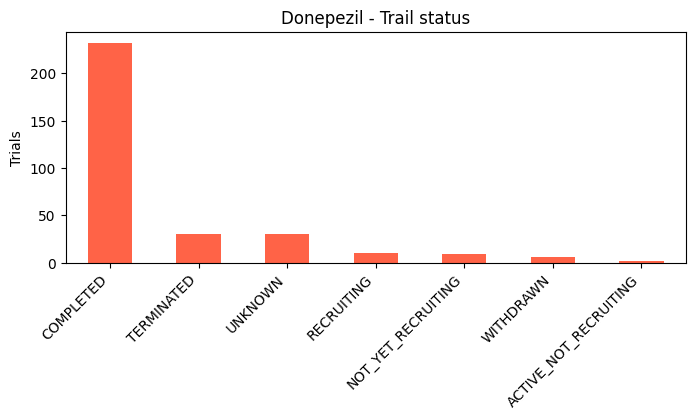 Donepezil - Trail status
Trials
200
150
100
50
0
COMPLETED
TERMINATED
UNKNOWN
RECRUITING
NOT_YET_RECRUITING
WITHDRAWN
ACTIVE_NOT_RECRUITING